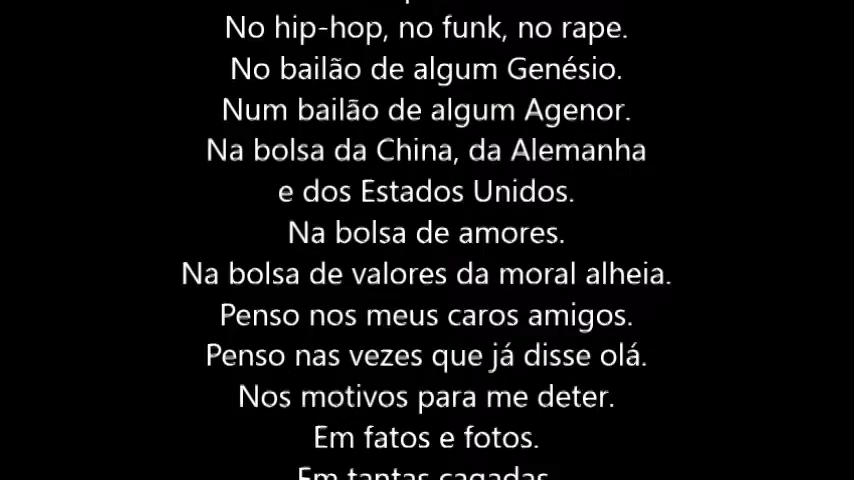 No hip-hop, no funk, no rape.
No bailão de algum Genésio.
Num bailão de algum Agenor.
Na bolsa da China, da Alemanha
e dos Estados Unidos.
Na bolsa de amores.
Na bolsa de valores da moral alheia.
Penso nos meus caros amigos.
Penso nas vezes que já disse olá.
Nos motivos para me deter.
Em fatos e fotos.
Em tantas cagadas